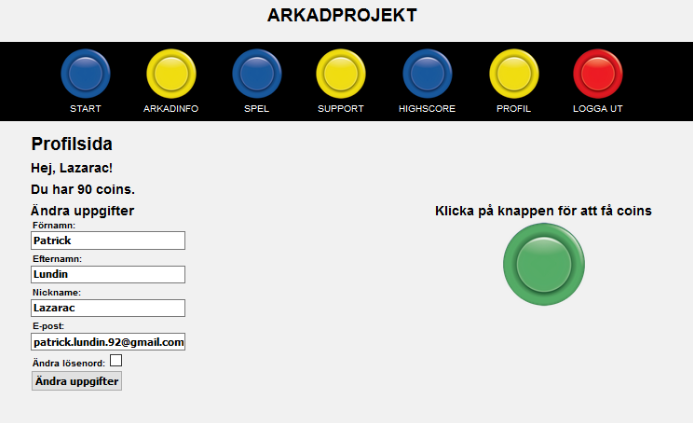 ARKADPROJEKT
START ARKADINFO SPEL SUPPORT HIGHSCORE PROFIL LOGGA UT
Profilsida
Hej, Lazarac!
Du har 90 coins.
Ändra uppgifter
Förnamn:
Patrick
Efternamn:
Lundin
Nickname:
Lazarac
E-post:
patrick.lundin.92@gmail.com
Ändra lösenord:
Ändra uppgifter
Klicka på knappen för att få coins